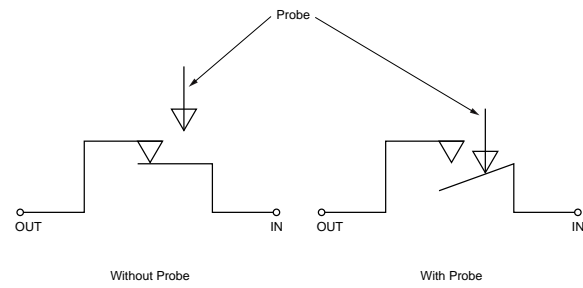 Probe
OUT
IN
OUT
IN
Without Probe
With Probe